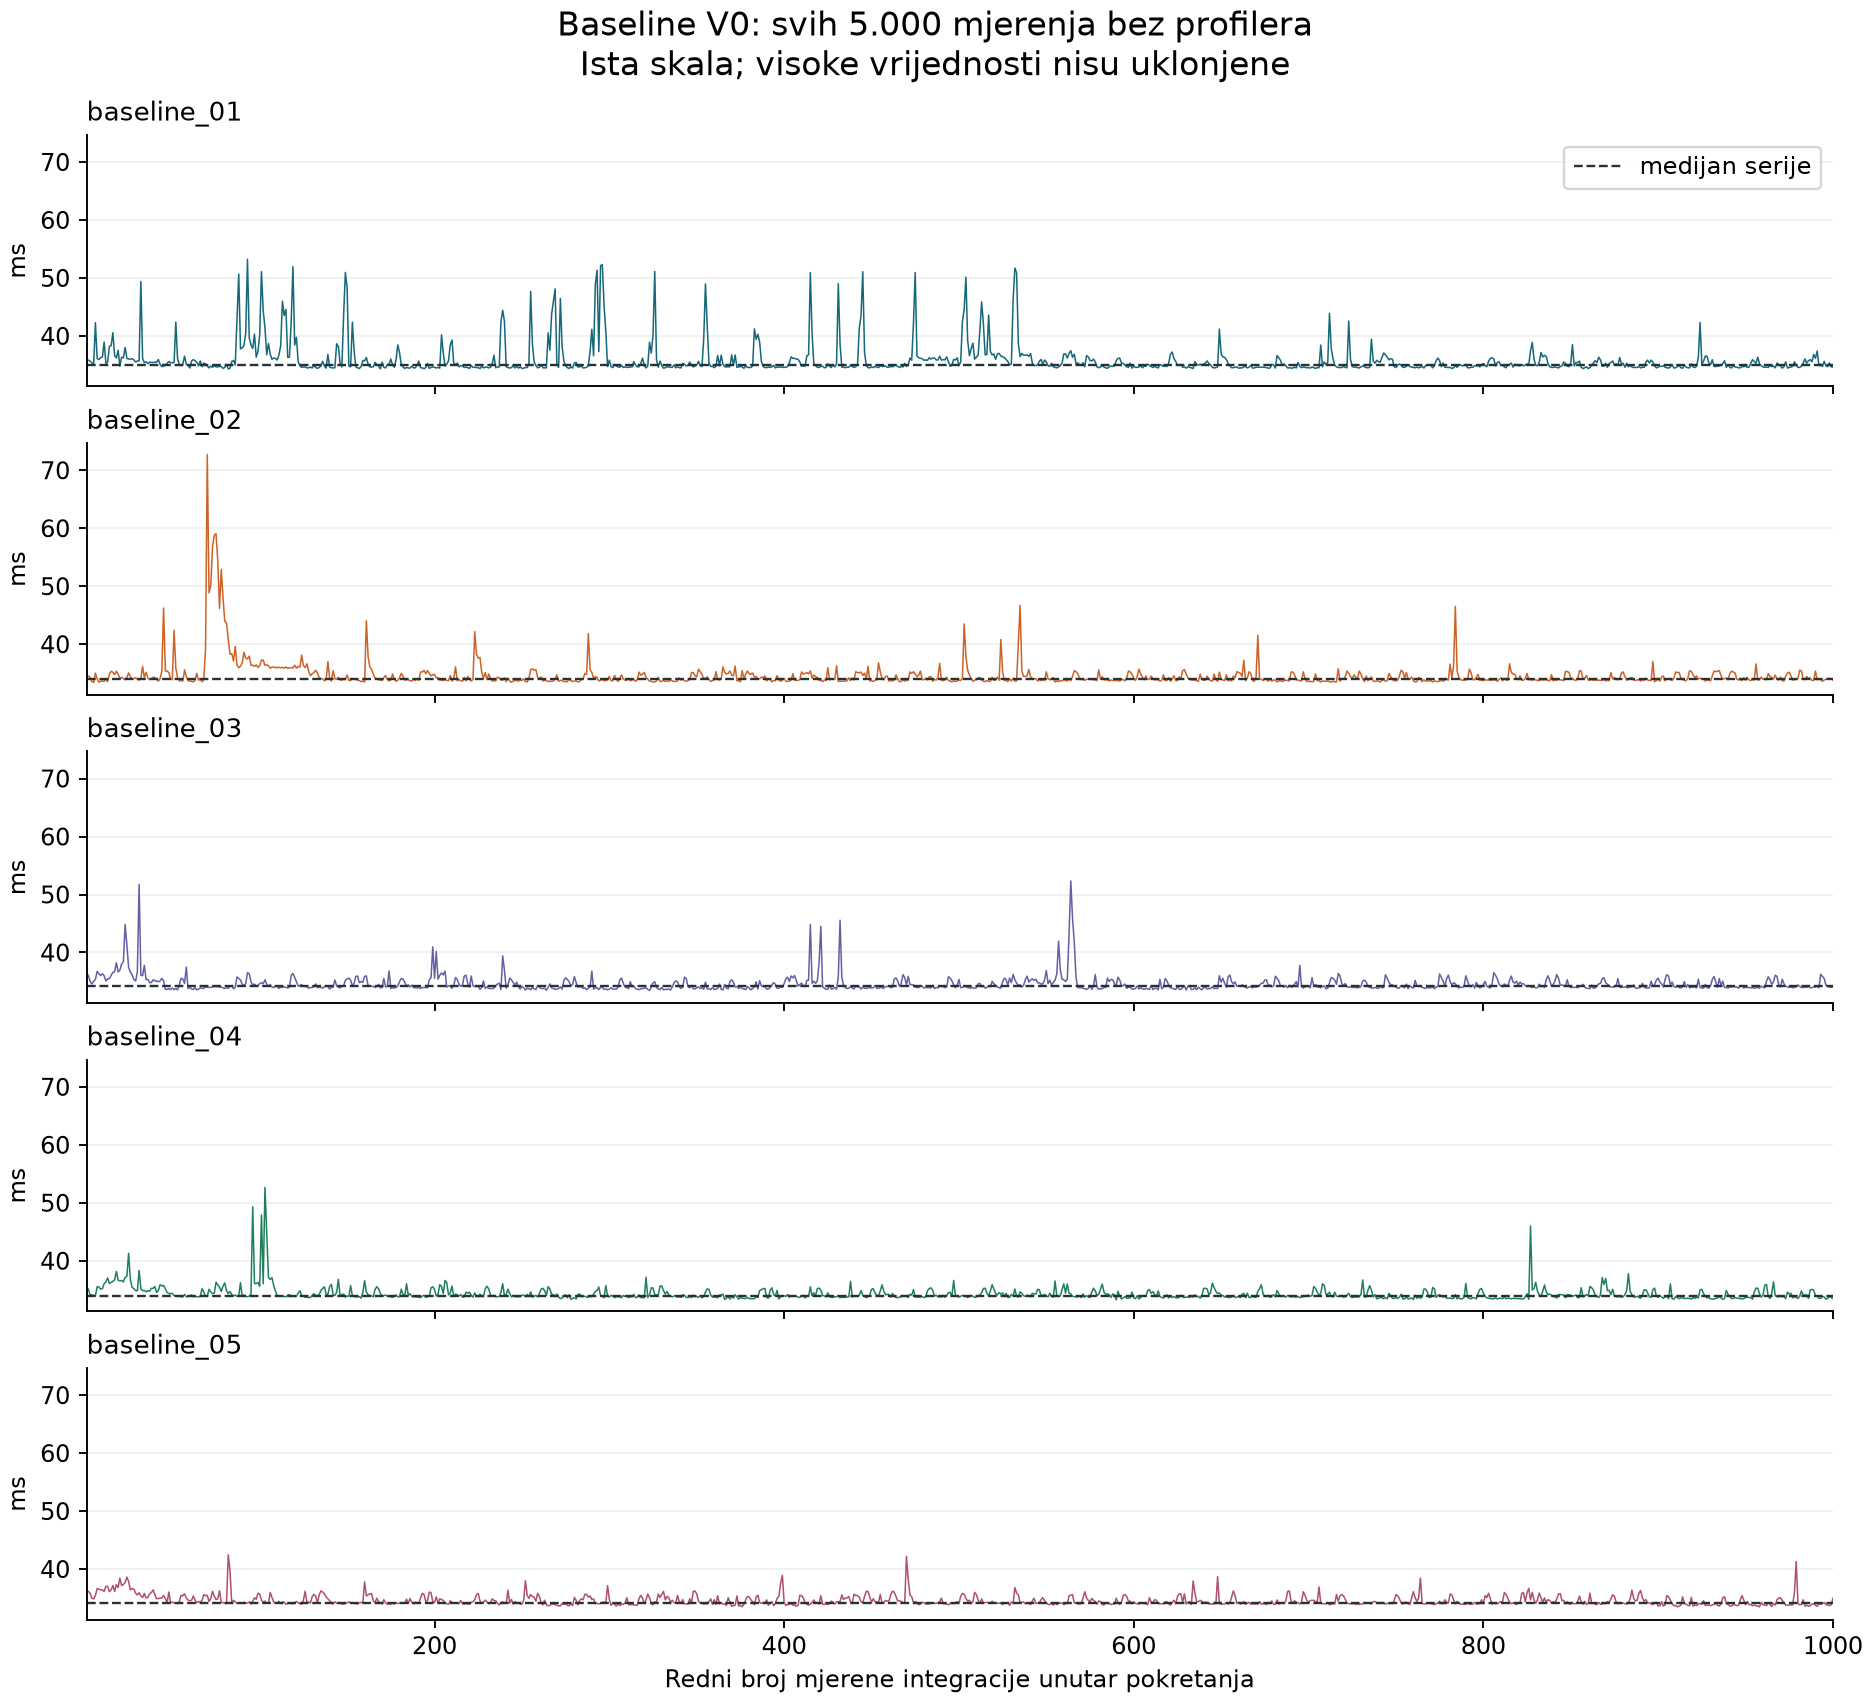 Baseline V0: svih 5.000 mjerenja bez profilera
Ista skala; visoke vrijednosti nisu uklonjene
baseline_01
70
60
50
40
ms
medijan serije
baseline_02
70
60
50
40
ms
baseline_03
70
60
50
40
ms
baseline_04
70
60
50
40
ms
baseline_05
70
60
50
40
ms
200 400 600 800 1000
Redni broj mjerene integracije unutar pokretanja